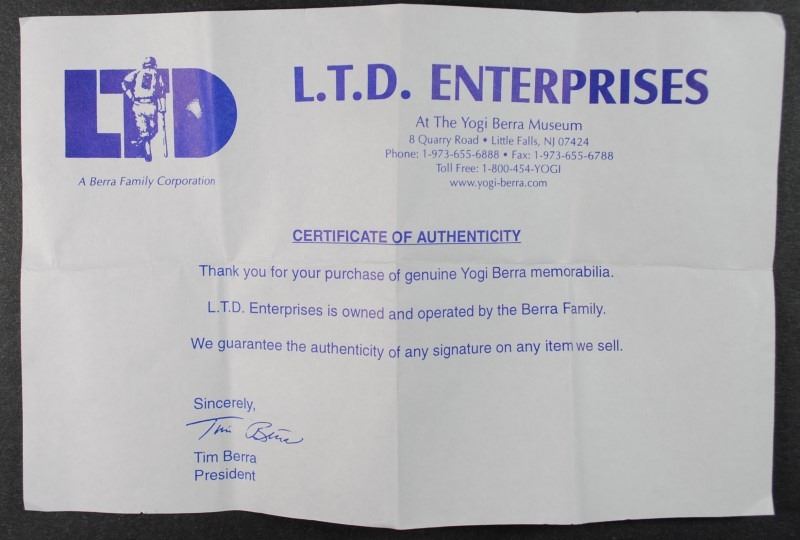 LTD
A Berra Family Corporation
L.T.D. ENTERPRISES
At The Yogi Berra Museum
8 Quarry Road • Little Falls, NJ 07424
Phone: 1-973-655-6888 • Fax: 1-973-655-6788
Toll Free: 1-800-454-YOGI
www.yogi-berra.com
CERTIFICATE OF AUTHENTICITY
Thank you for your purchase of genuine Yogi Berra memorabilia.
L.T.D. Enterprises is owned and operated by the Berra Family.
We guarantee the authenticity of any signature on any item we sell.
Sincerely,
Tim Berra
Tim Berra
President